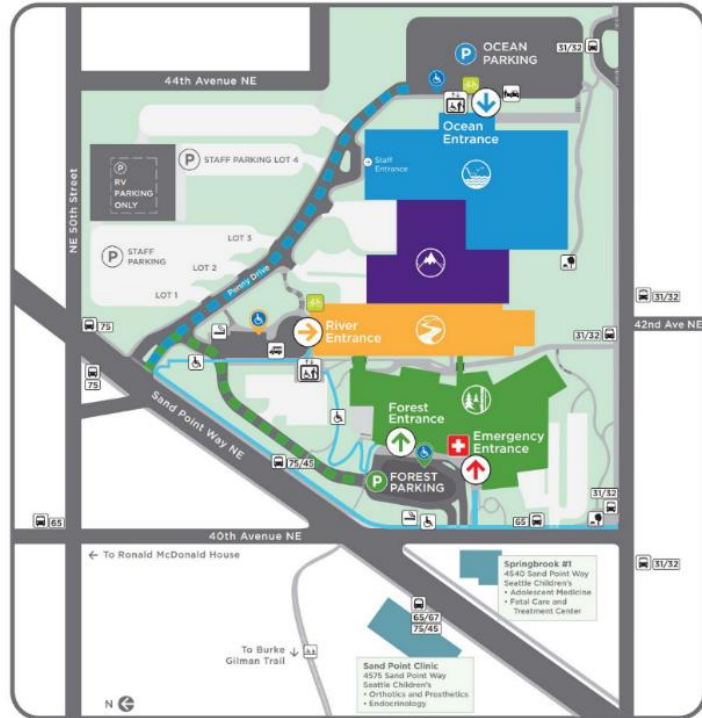 31/32
P OCEAN
PARKING
44th Avenue NE
Ocean
Entrance
Staff
Entrance
P STAFF PARKING LOT 4
P
RV
PARKING
ONLY
NE 50th Street
LOT 3
P STAFF
PARKING
LOT 2
LOT 1
Penny Drive
31/32
75
River
Entrance
31/32
42nd Ave NE
75
Sand Point Way NE
Forest
Entrance
Emergency
Entrance
75/45
P FOREST
PARKING
31/32
65
65
40th Avenue NE
← To Ronald McDonald House
31/32
Springbrook #1
4540 Sand Point Way
Seattle Children's
• Adolescent Medicine
• Fetal Care and
Treatment Center
65/67
75/45
To Burke
Gilman Trail
Sand Point Clinic
4575 Sand Point Way
Seattle Children's
• Orthotics and Prosthetics
• Endocrinology
N